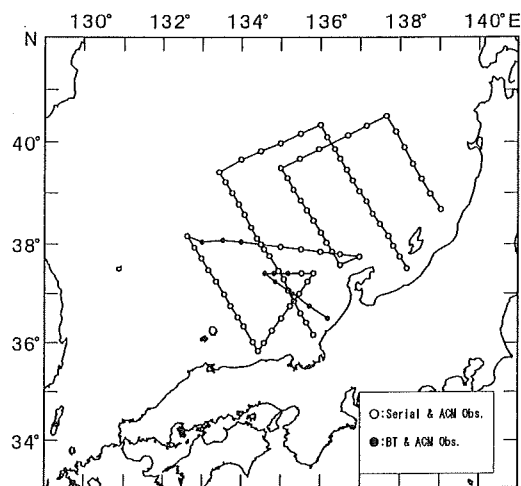 130° 132° 134° 136° 138° 140°E
N
40°
38°
36°
34°
○:Serial & ACM Obs.
●:BT & ACM Obs.